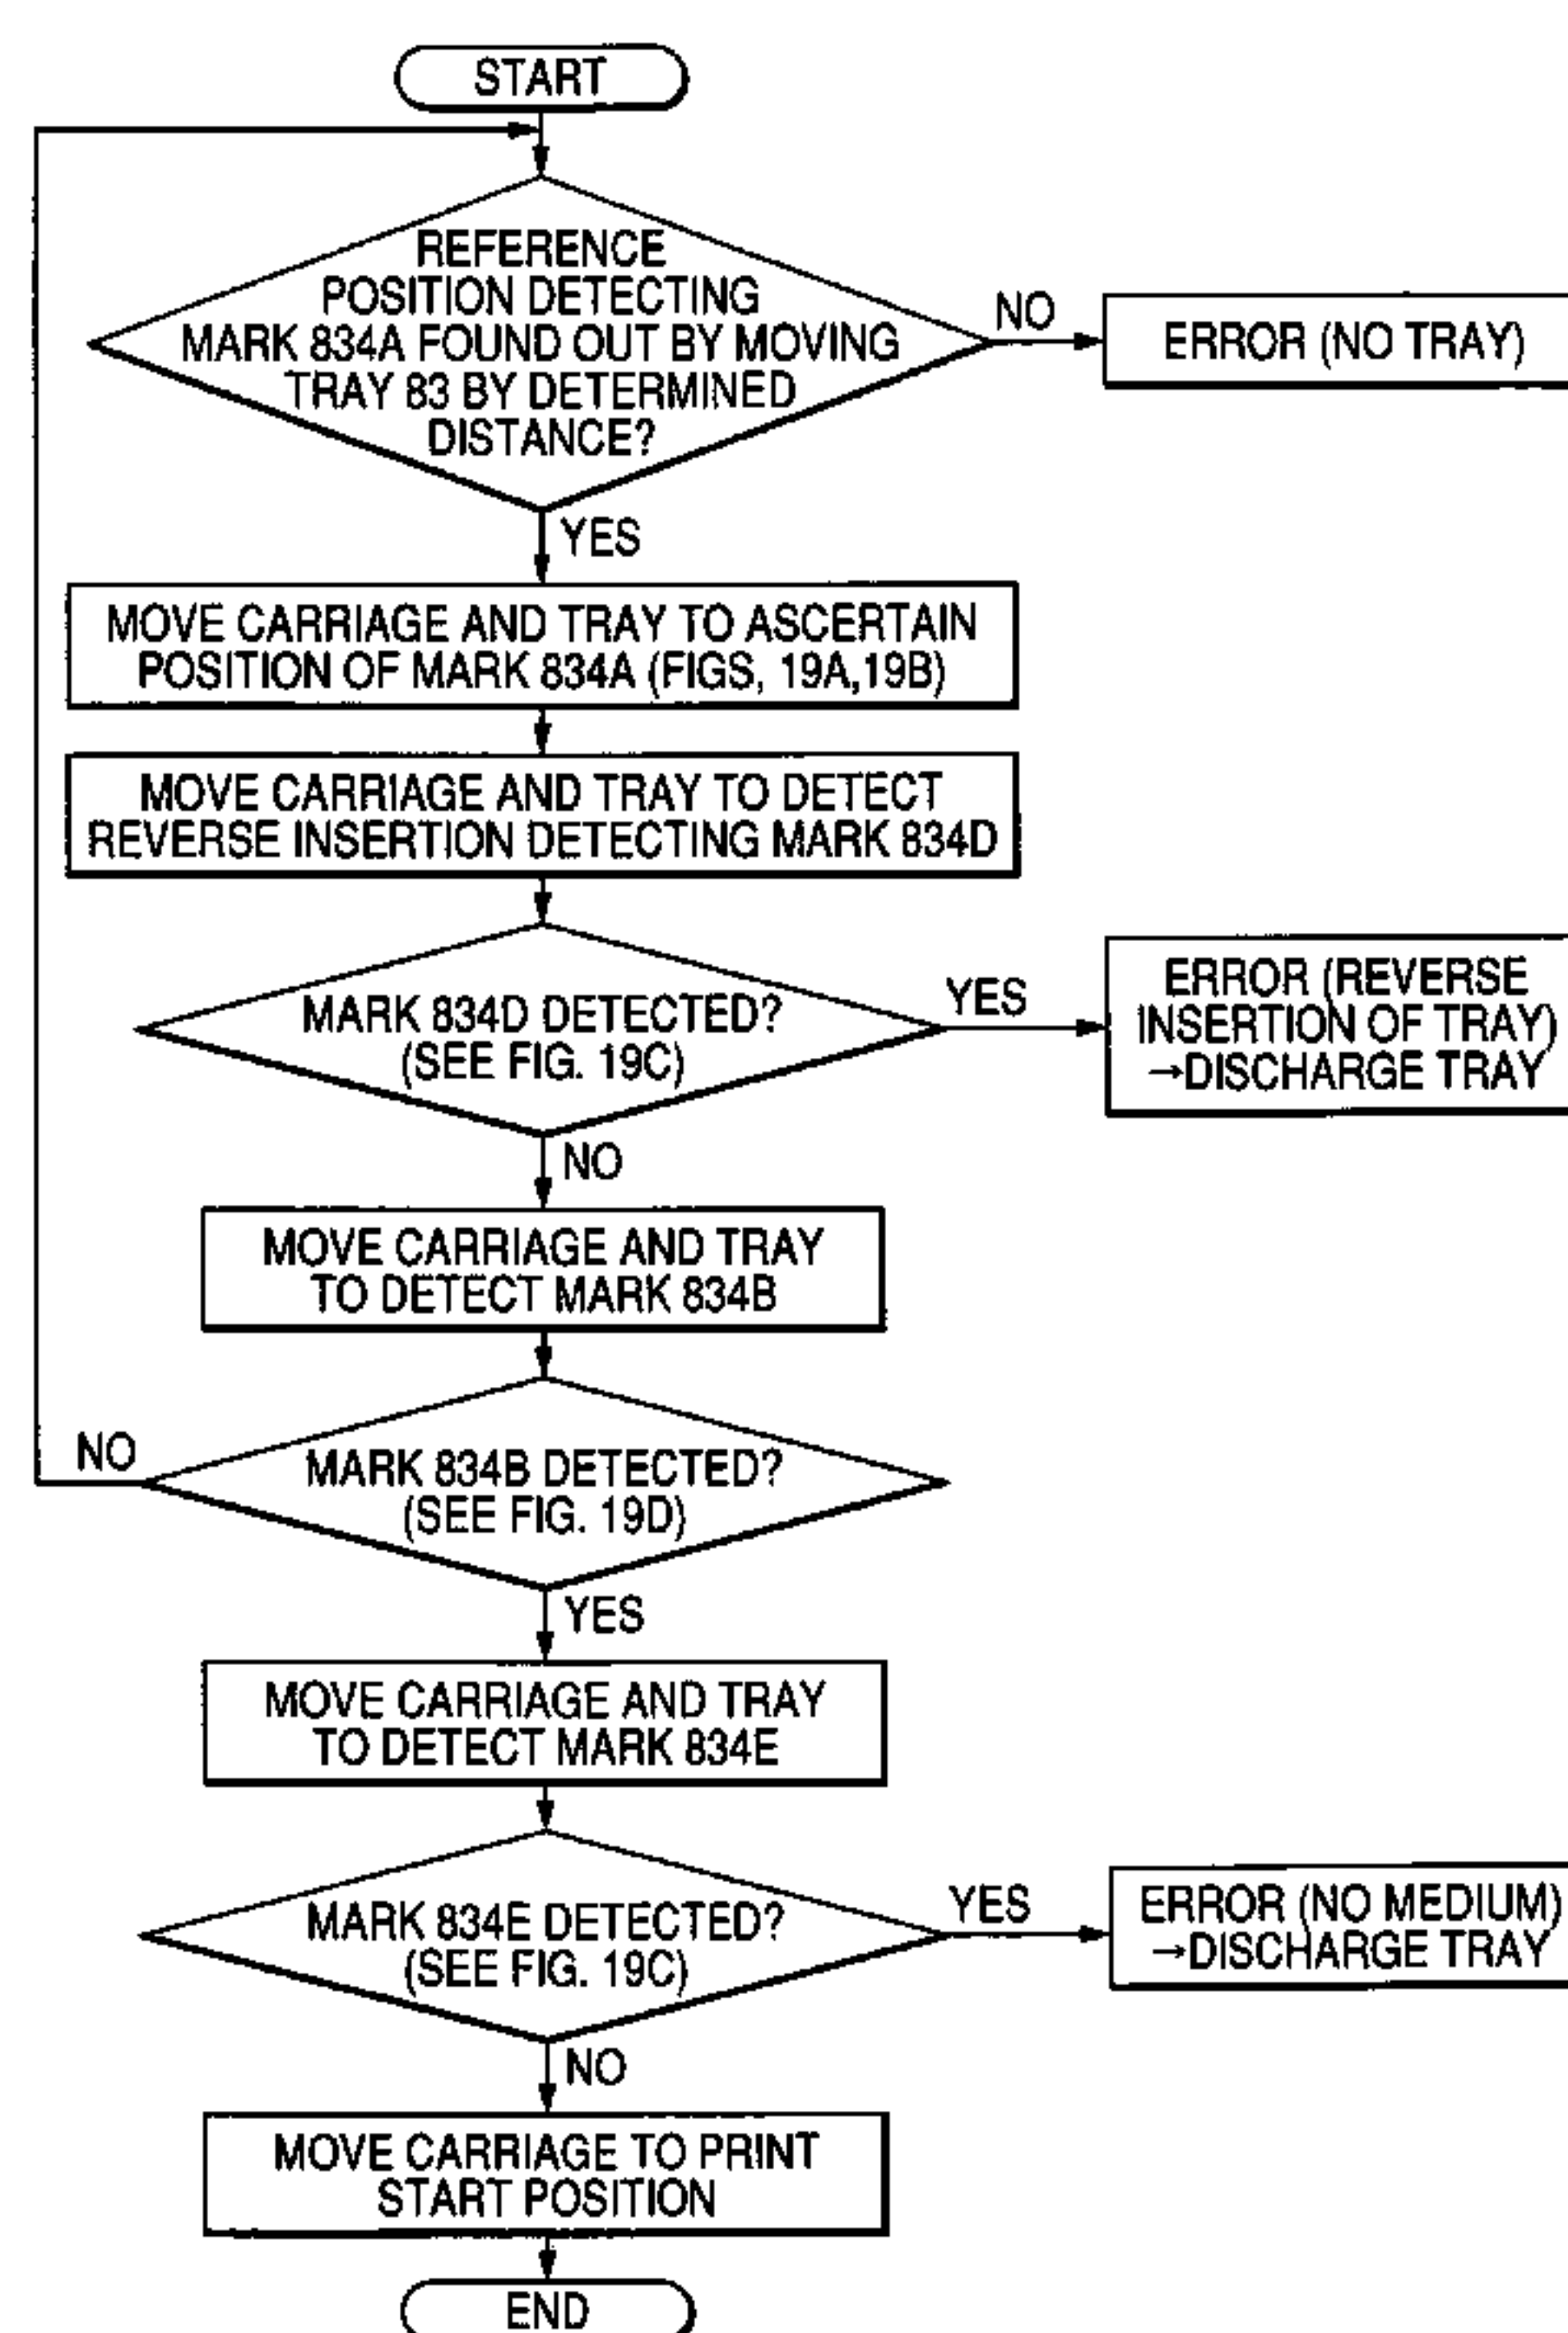 START
REFERENCE
POSITION DETECTING
MARK 834A FOUND OUT BY MOVING
TRAY 83 BY DETERMINED
DISTANCE?
NO
ERROR (NO TRAY)
YES
MOVE CARRIAGE AND TRAY TO ASCERTAIN
POSITION OF MARK 834A (FIGS, 19A,19B)
MOVE CARRIAGE AND TRAY TO DETECT
REVERSE INSERTION DETECTING MARK 834D
MARK 834D DETECTED?
(SEE FIG. 19C)
YES
ERROR (REVERSE
INSERTION OF TRAY)
→DISCHARGE TRAY
NO
MOVE CARRIAGE AND TRAY
TO DETECT MARK 834B
NO
MARK 834B DETECTED?
(SEE FIG. 19D)
YES
MOVE CARRIAGE AND TRAY
TO DETECT MARK 834E
MARK 834E DETECTED?
(SEE FIG. 19C)
YES
ERROR (NO MEDIUM)
→DISCHARGE TRAY
NO
MOVE CARRIAGE TO PRINT
START POSITION
END